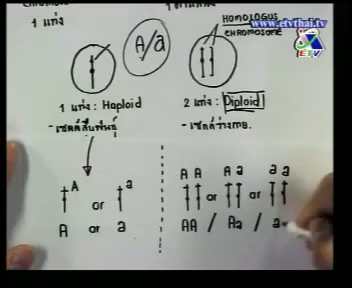 1 แท่ง
HOMOLOGUS
CHROMOSOME
www.etvthai.tv
ETV
A/a
1 แท่ง : Haploid
2 แท่ง : Diploid
- เซลล์สืบพันธุ์
- เซลล์ร่างกาย.
A or a
A or a
A A or A a or a a
AA / Aa / a